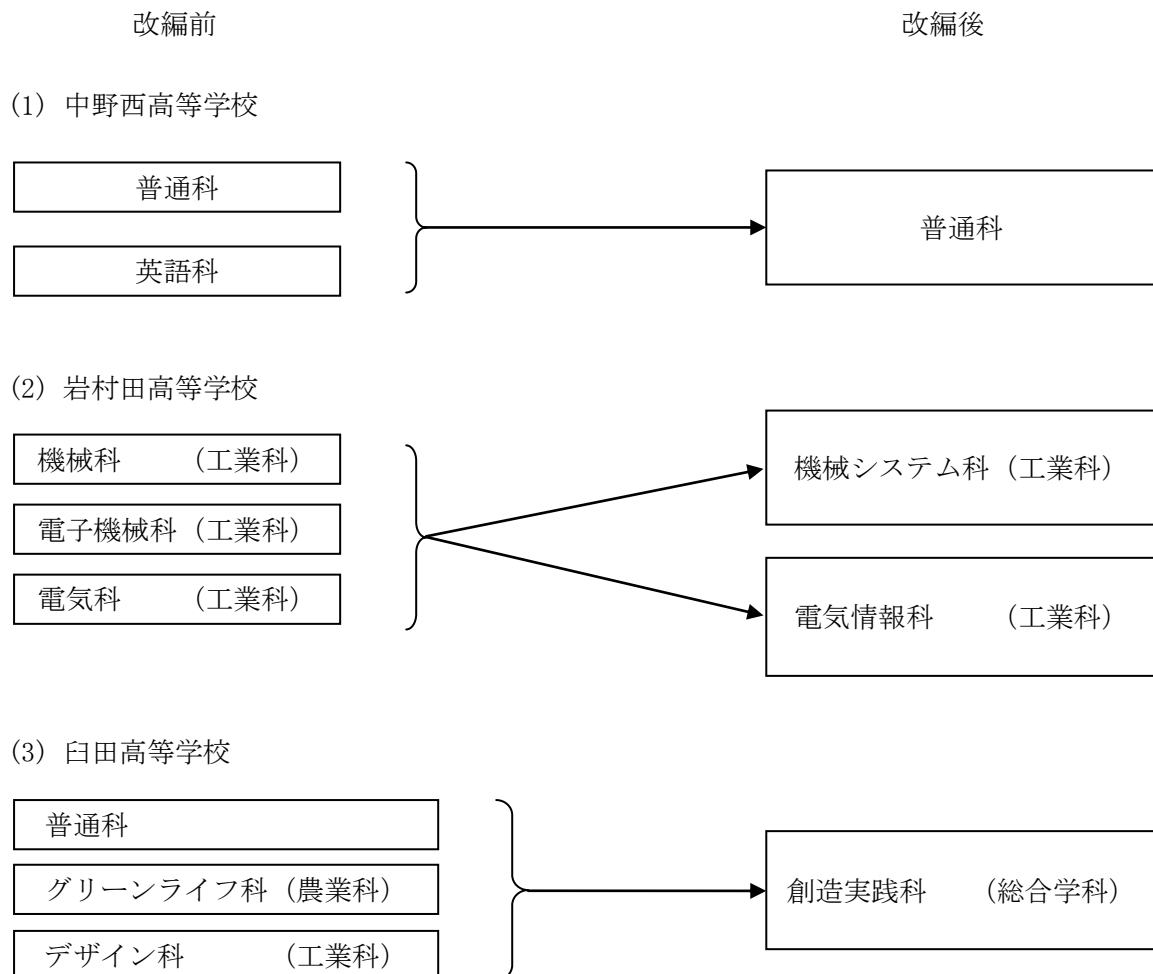 改編前 改編後
(1) 中野西高等学校
普通科
英語科
普通科
(2) 岩村田高等学校
機械科 (工業科)
電子機械科 (工業科)
電気科 (工業科)
機械システム科 (工業科)
電気情報科 (工業科)
(3) 臼田高等学校
普通科
グリーンライフ科 (農業科)
デザイン科 (工業科)
創造実践科 (総合学科)